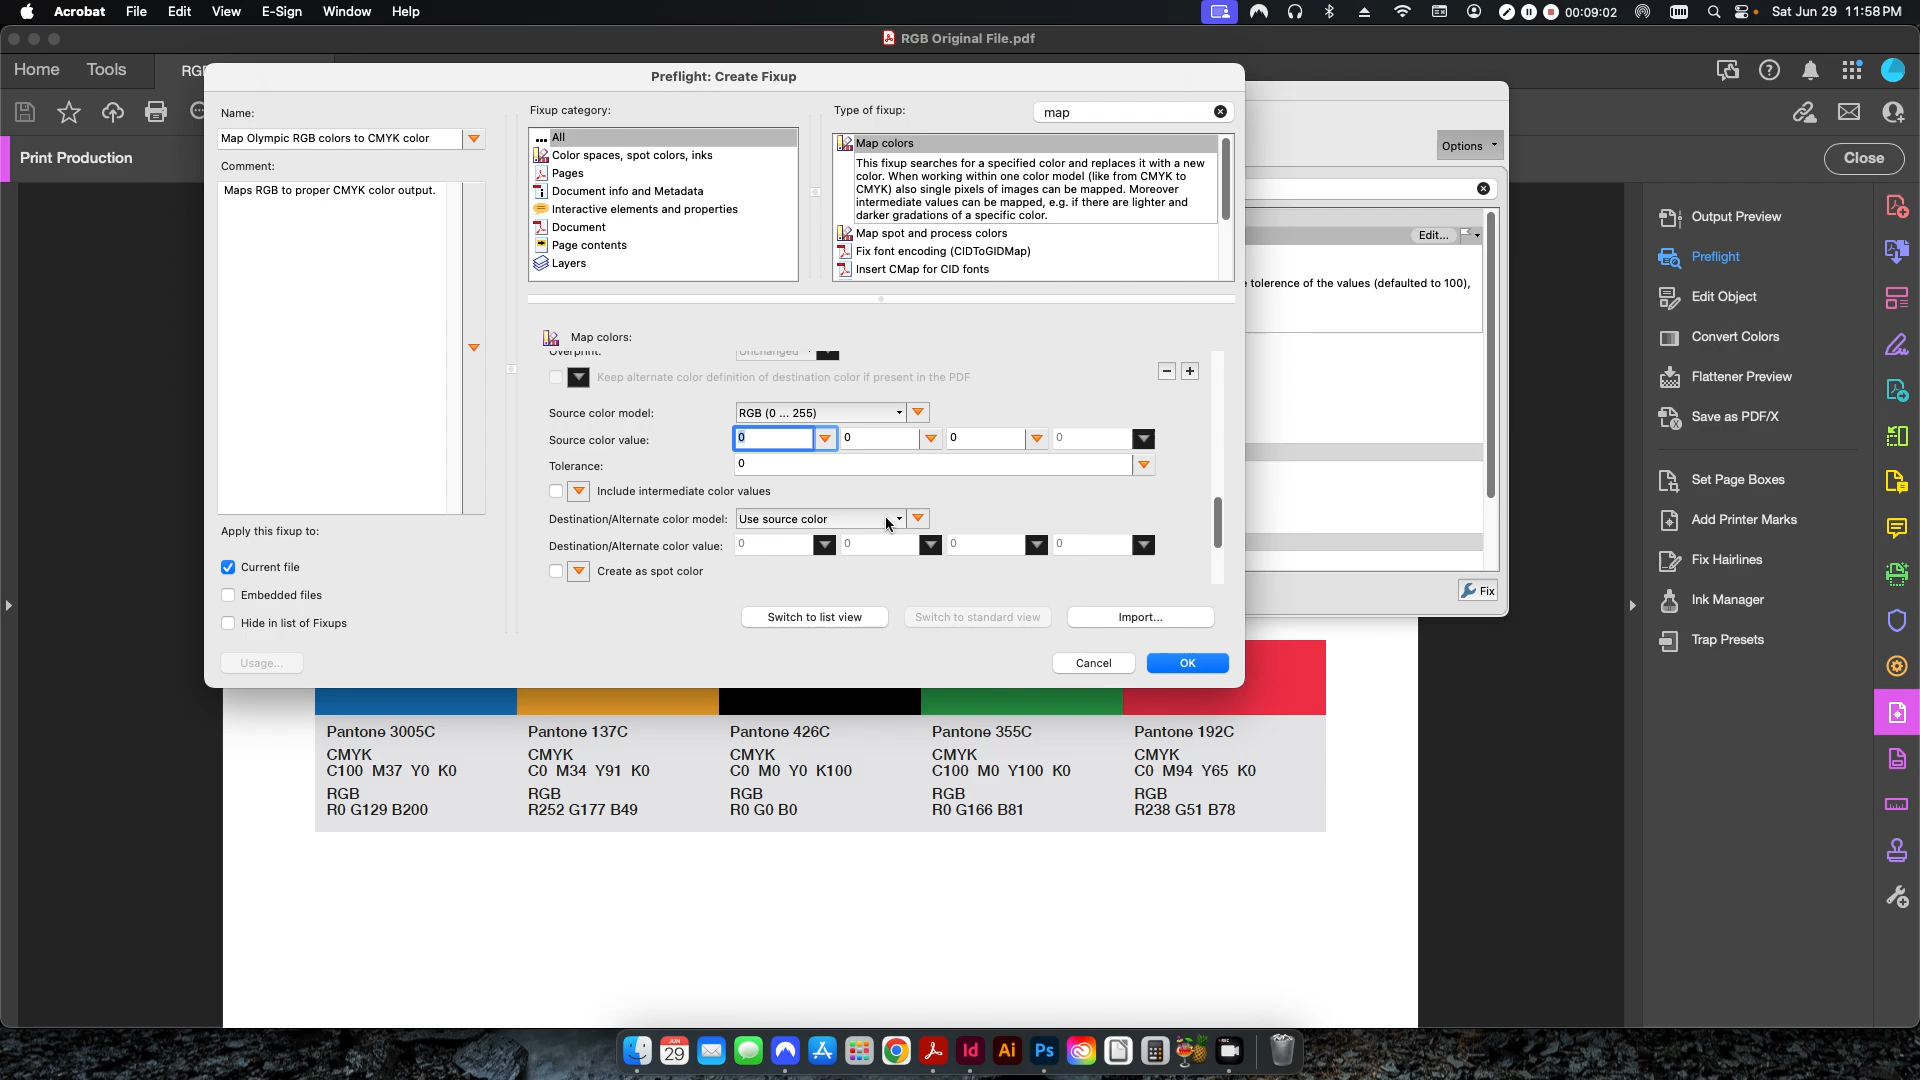 Acrobat File Edit View E-Sign Window Help 00:09:02 Sat Jun 29 11:58 PM
RGB Original File.pdf
Home Tools RGB
Preflight: Create Fixup
Name:
Map Olympic RGB colors to CMYK color
Comment:
Maps RGB to proper CMYK color output.
Apply this fixup to:
Current file
Embedded files
Hide in list of Fixups
Usage...
Fixup category:
All
Color spaces, spot colors, inks
Pages
Document info and Metadata
Interactive elements and properties
Document
Page contents
Layers
Type of fixup:
map
Map colors
This fixup searches for a specified color and replaces it with a new
color. When working within one color model (like from CMYK to
CMYK) also single pixels of images can be mapped. Moreover
intermediate values can be mapped, e.g. if there are lighter and
darker gradations of a specific color.
Map spot and process colors
Fix font encoding (CIDToGIDMap)
Insert CMap for CID fonts
Map colors:
Overprint: Unchanged
Keep alternate color definition of destination color if present in the PDF
Source color model: RGB (0 ... 255)
Source color value: 0 0 0 0
Tolerance: 0
Include intermediate color values
Destination/Alternate color model: Use source color
Destination/Alternate color value: 0 0 0 0
Create as spot color
Switch to list view Switch to standard view Import...
Cancel OK
Options
Edit...
tolerence of the values (defaulted to 100),
Fix
Print Production
Close
Output Preview
Preflight
Edit Object
Convert Colors
Flattener Preview
Save as PDF/X
Set Page Boxes
Add Printer Marks
Fix Hairlines
Ink Manager
Trap Presets
Pantone 3005C
CMYK
C100 M37 Y0 K0
RGB
R0 G129 B200
Pantone 137C
CMYK
C0 M34 Y91 K0
RGB
R252 G177 B49
Pantone 426C
CMYK
C0 M0 Y0 K100
RGB
R0 G0 B0
Pantone 355C
CMYK
C100 M0 Y100 K0
RGB
R0 G166 B81
Pantone 192C
CMYK
C0 M94 Y65 K0
RGB
R238 G51 B78
JUN
29
Id
Ai
Ps